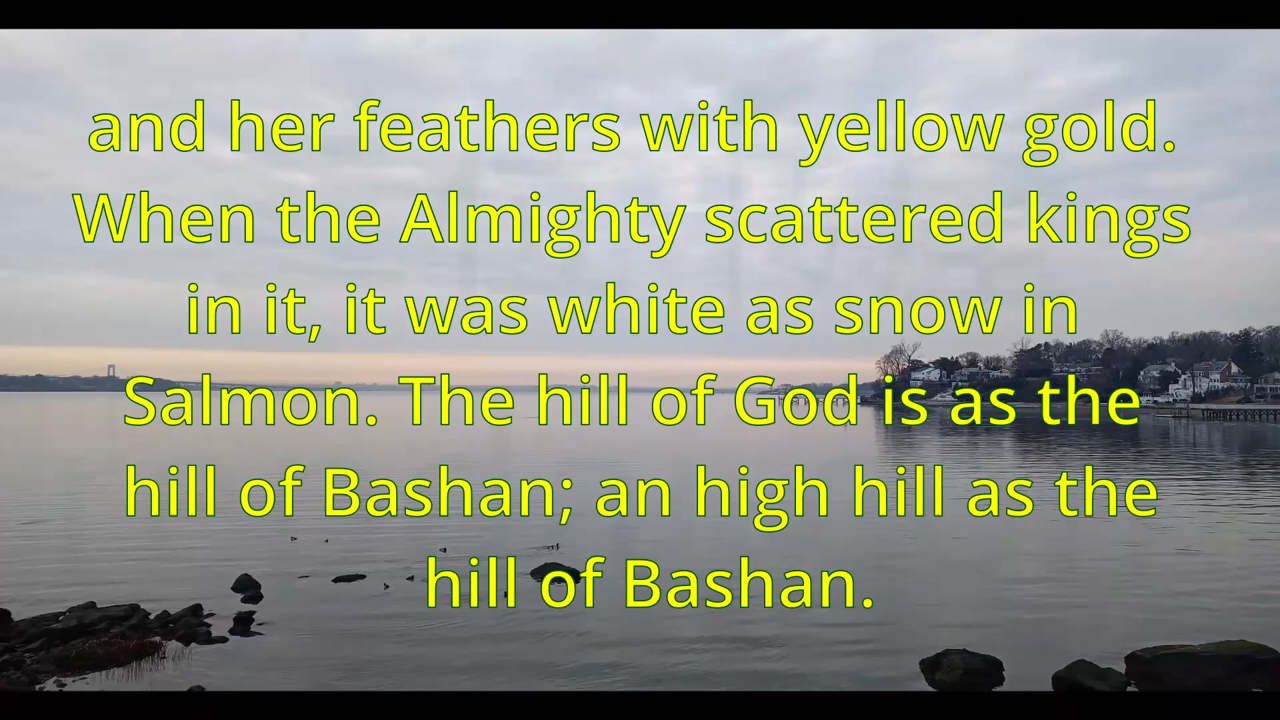 and her feathers with yellow gold.
When the Almighty scattered kings
in it, it was white as snow in
Salmon. The hill of God is as the
hill of Bashan; an high hill as the
hill of Bashan.